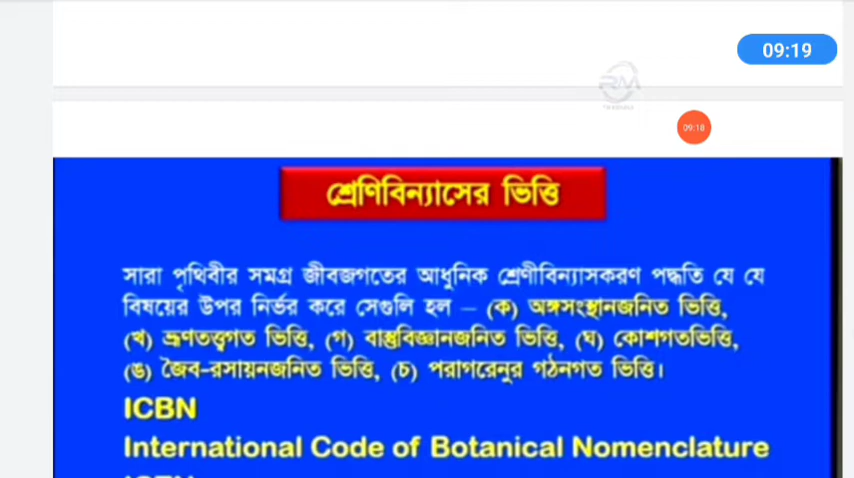 09:19
RM
09:18
শ্রেণিবিন্যাসের ভিত্তি
সারা পৃথিবীর সমগ্র জীবজগতের আধুনিক শ্রেণীবিন্যাসকরণ পদ্ধতি যে যে
বিষয়ের উপর নির্ভর করে সেগুলি হল – (ক) অঙ্গসংস্থানজনিত ভিত্তি,
(খ) ভ্রূণতত্ত্বগত ভিত্তি, (গ) বাস্তুবিজ্ঞানজনিত ভিত্তি, (ঘ) কোশগতভিত্তি,
(ঙ) জৈব-রসায়নজনিত ভিত্তি, (চ) পরাগরেনুর গঠনগত ভিত্তি।
ICBN
International Code of Botanical Nomenclature